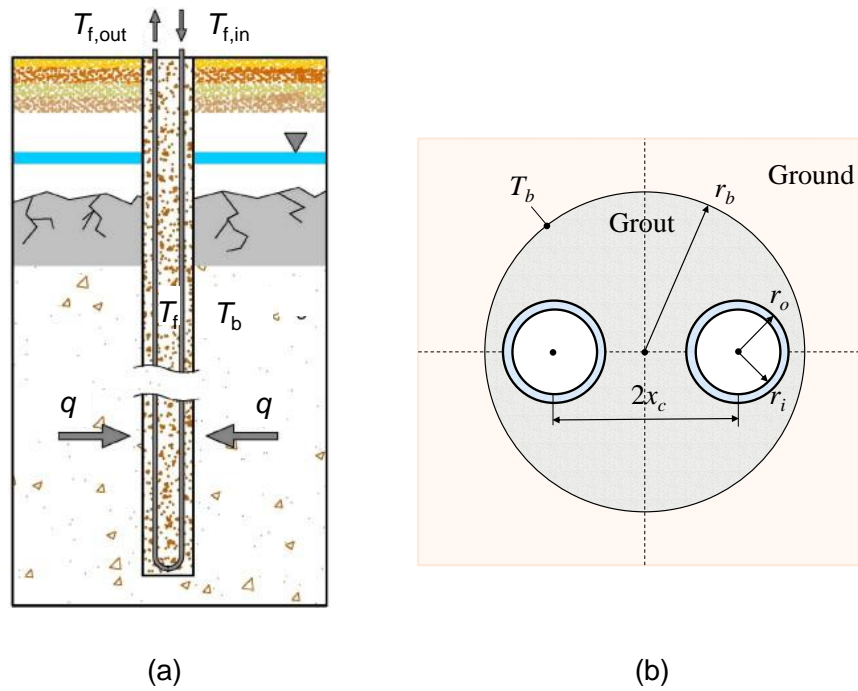 T_f,out T_f,in
T_f T_b
q q
(a)
Ground
T_b r_b
Grout
r_o
2x_c r_i
(b)